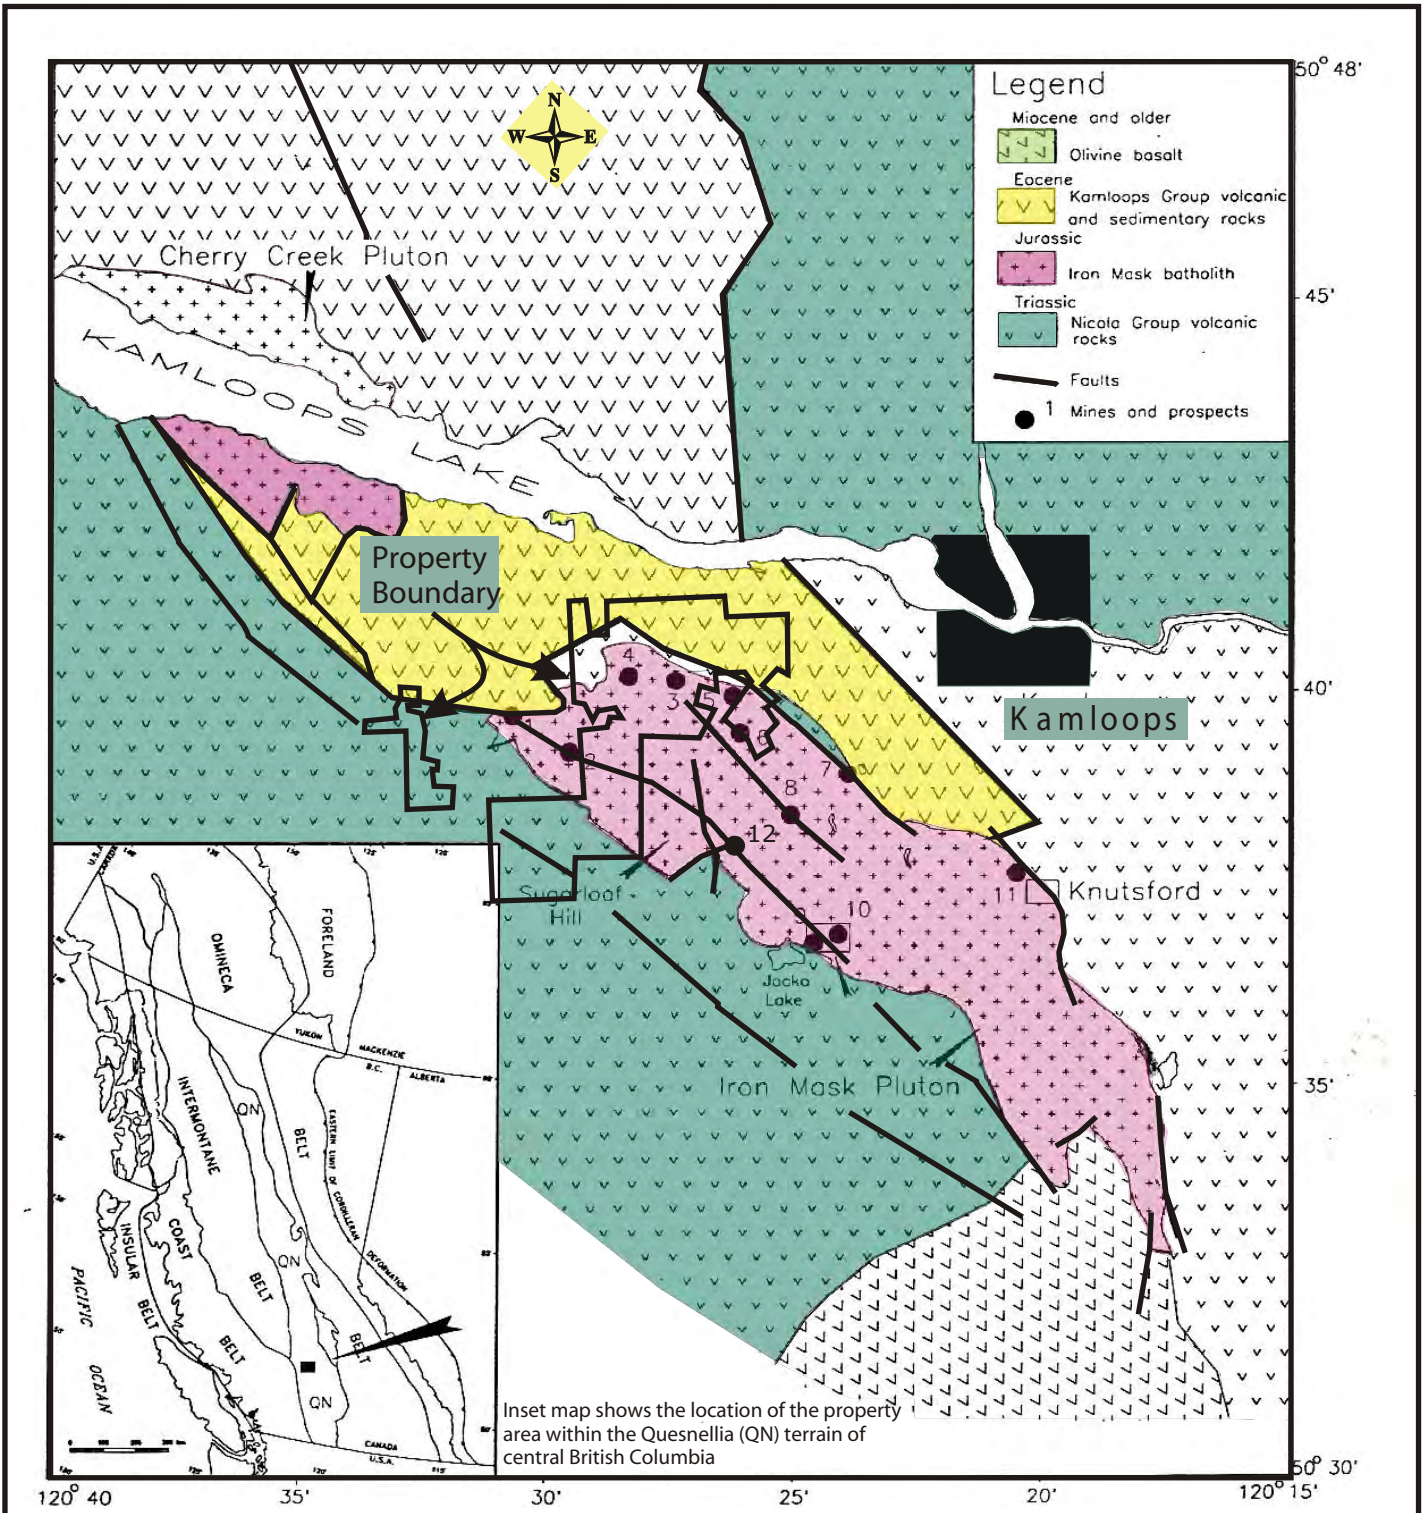 50° 48'
Legend
Miocene and older
Olivine basalt
Eocene
Kamloops Group volcanic
and sedimentary rocks
Jurassic
Iron Mask batholith
Triassic
Nicola Group volcanic
rocks
Faults
1 Mines and prospects
N
W E
S
Cherry Creek Pluton
KAMLOOPS LAKE
45'
Property
Boundary
4
3
5
6
2
7
8
12
9
10
11
40'
Kamloops
Knutsford
Sugarloaf
Hill
Jacko
Lake
Iron Mask Pluton
35'
U.S.A.
CANADA
FORELAND
OMINECA
YUKON
MACKENZIE
B.C.
ALBERTA
INTERMONTANE
QN
BELT
EASTERN LIMIT OF CORDILLERAN DEFORMATION
INSULAR
COAST
QN
BELT
BELT
BELT
BELT
PACIFIC
OCEAN
QN
CANADA
U.S.A.
Inset map shows the location of the property
area within the Quesnellia (QN) terrain of
central British Columbia
50° 30'
120° 40
35'
30'
25'
20'
120° 15'